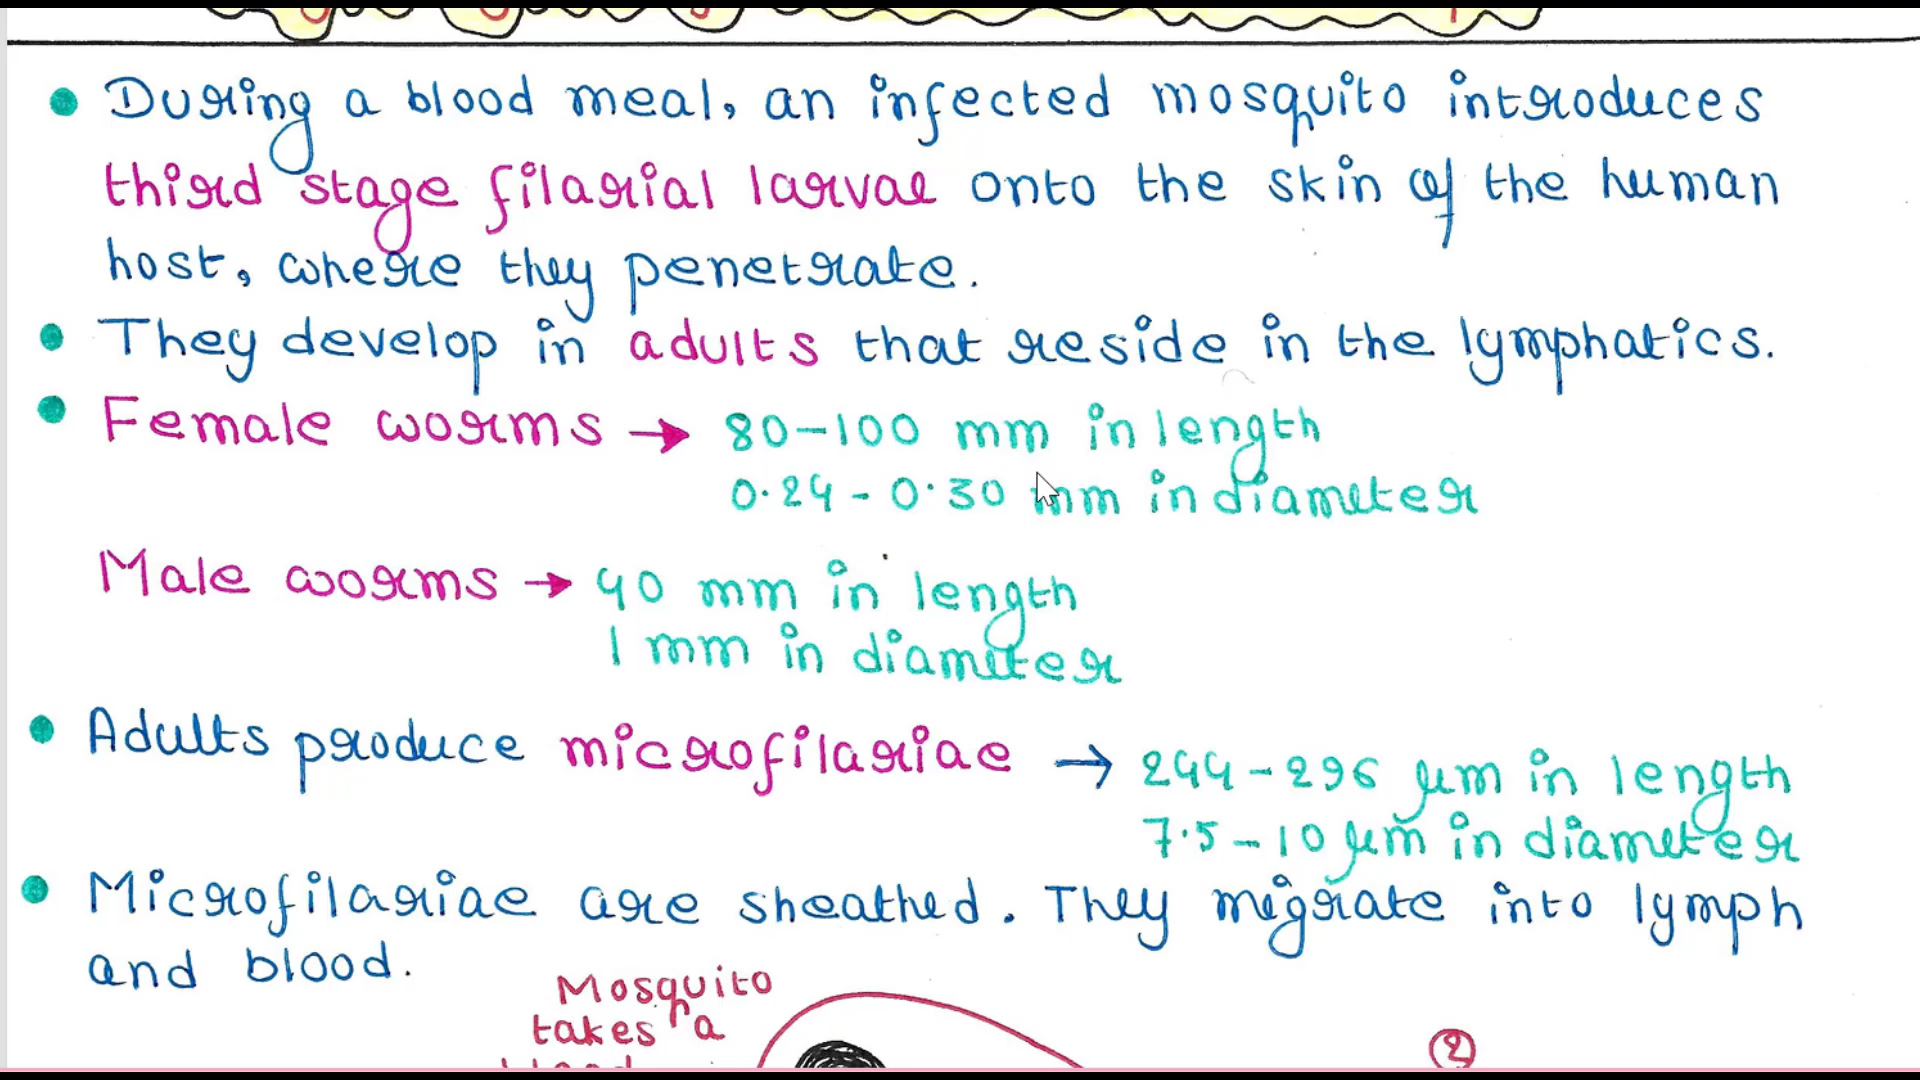 During a blood meal, an infected mosquito introduces
third stage filarial larvae onto the skin of the human
host, where they penetrate.
They develop in adults that reside in the lymphatics.
Female worms → 80-100 mm in length
0.24 - 0.30 mm in diameter
Male worms → 40 mm in length
1 mm in diameter
Adults produce microfilariae → 244-296 μm in length
7.5-10 μm in diameter
Microfilariae are sheathed. They migrate into lymph
and blood.
Mosquito
takes a
2